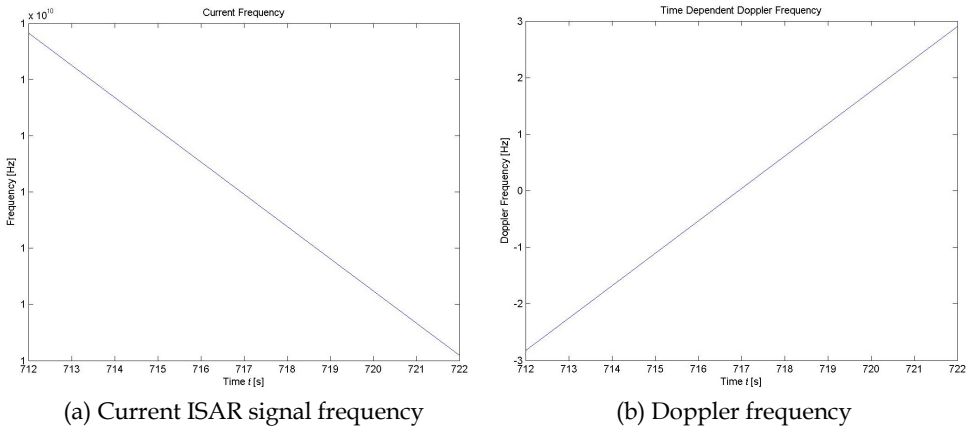 Current Frequency
x 10^10
1
1
1
1
1
1
1
Frequency [Hz]
712 713 714 715 716 717 718 719 720 721 722
Time t [s]
(a) Current ISAR signal frequency
Time Dependent Doppler Frequency
3
2
1
0
-1
-2
-3
Doppler Frequency [Hz]
712 713 714 715 716 717 718 719 720 721 722
Time t [s]
(b) Doppler frequency